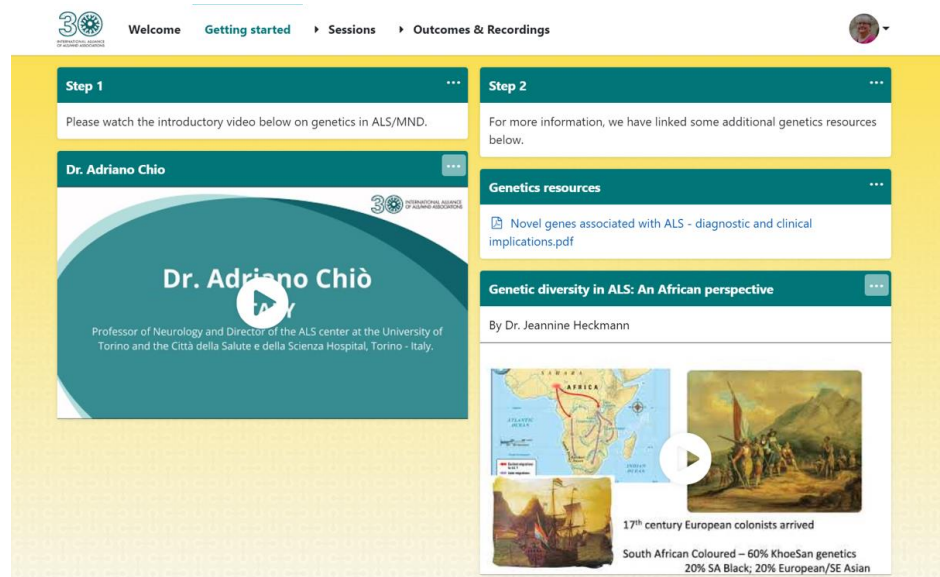 30
INTERNATIONAL ALLIANCE
OF ALS/MND ASSOCIATIONS
Welcome
Getting started
Sessions
Outcomes & Recordings
Step 1
Please watch the introductory video below on genetics in ALS/MND.
Dr. Adriano Chio
30
INTERNATIONAL ALLIANCE
OF ALS/MND ASSOCIATIONS
Dr. Adriano Chiò
ITALY
Professor of Neurology and Director of the ALS center at the University of
Torino and the Città della Salute e della Scienza Hospital, Torino - Italy.
Step 2
For more information, we have linked some additional genetics resources
below.
Genetics resources
Novel genes associated with ALS - diagnostic and clinical
implications.pdf
Genetic diversity in ALS: An African perspective
By Dr. Jeannine Heckmann
SAHARA
AFRICA
ATLANTIC
OCEAN
INDIAN
OCEAN
17th century European colonists arrived
South African Coloured – 60% KhoeSan genetics
20% SA Black; 20% European/SE Asian